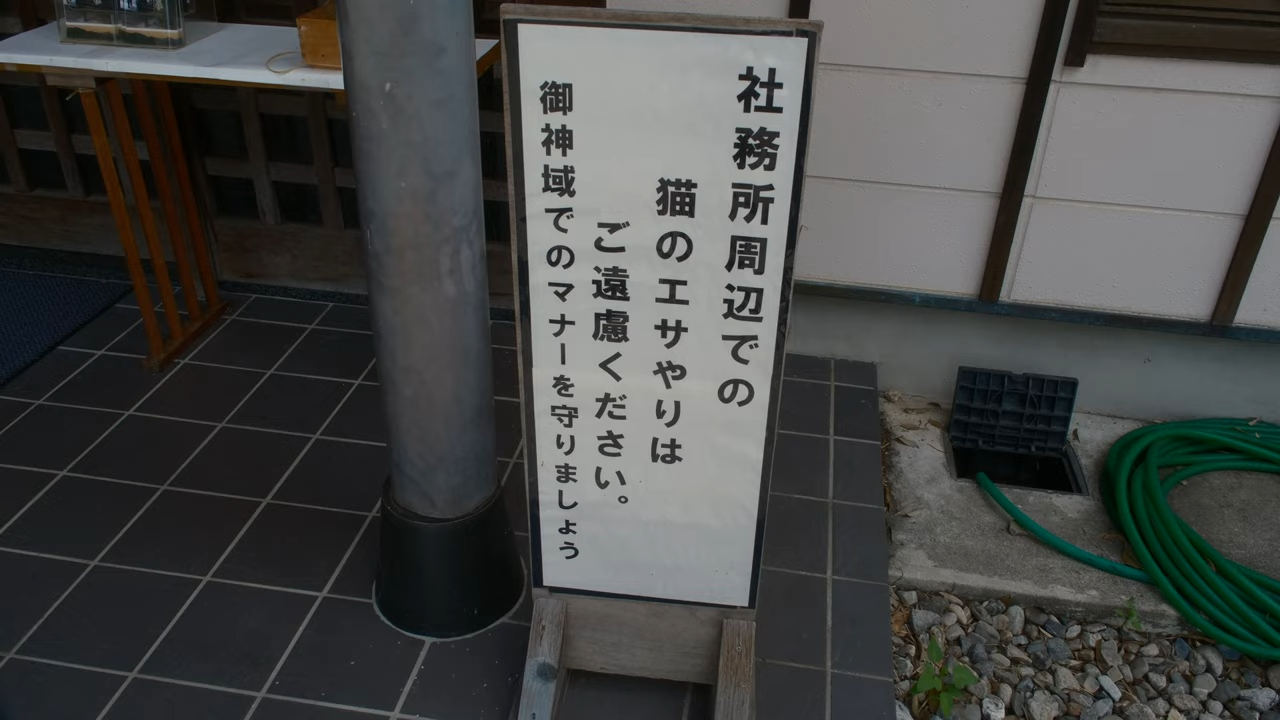 社務所周辺での
猫のエサやりは
ご遠慮ください。
御神域でのマナーを守りましょう